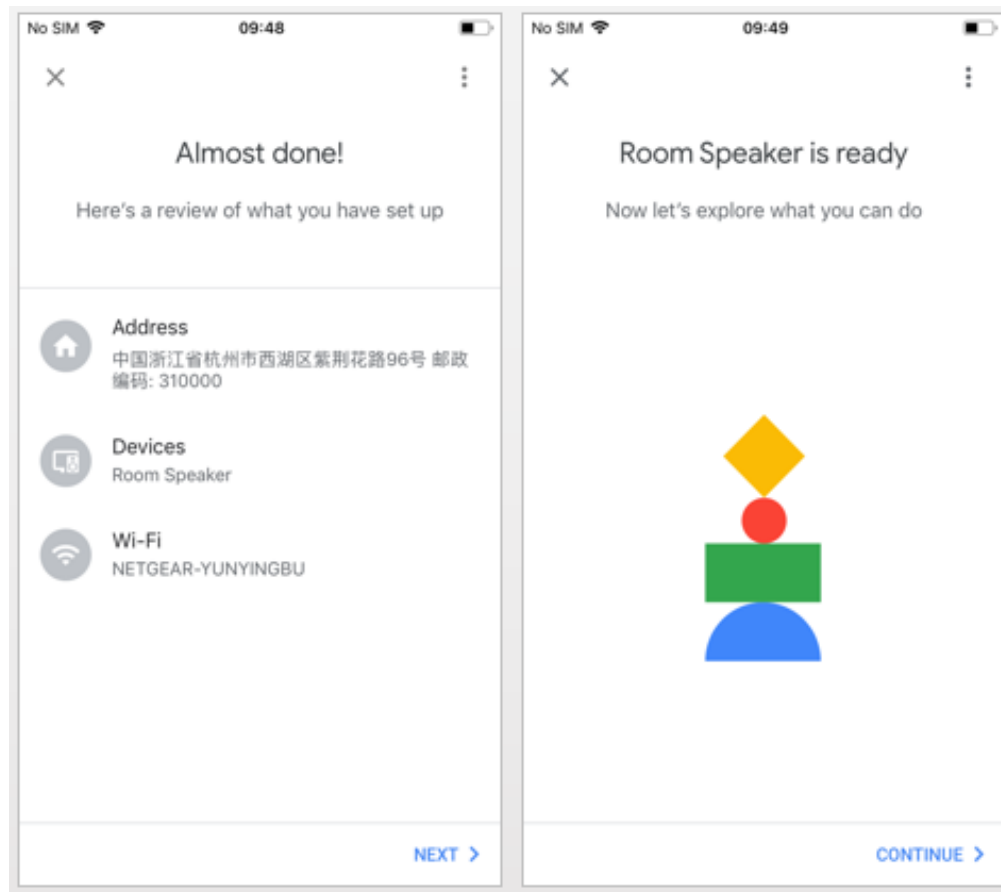 No SIM 09:48
Almost done!
Here's a review of what you have set up
Address
中国浙江省杭州市西湖区紫荆花路96号 邮政
编码: 310000
Devices
Room Speaker
Wi-Fi
NETGEAR-YUNYINGBU
NEXT
No SIM 09:49
Room Speaker is ready
Now let's explore what you can do
CONTINUE